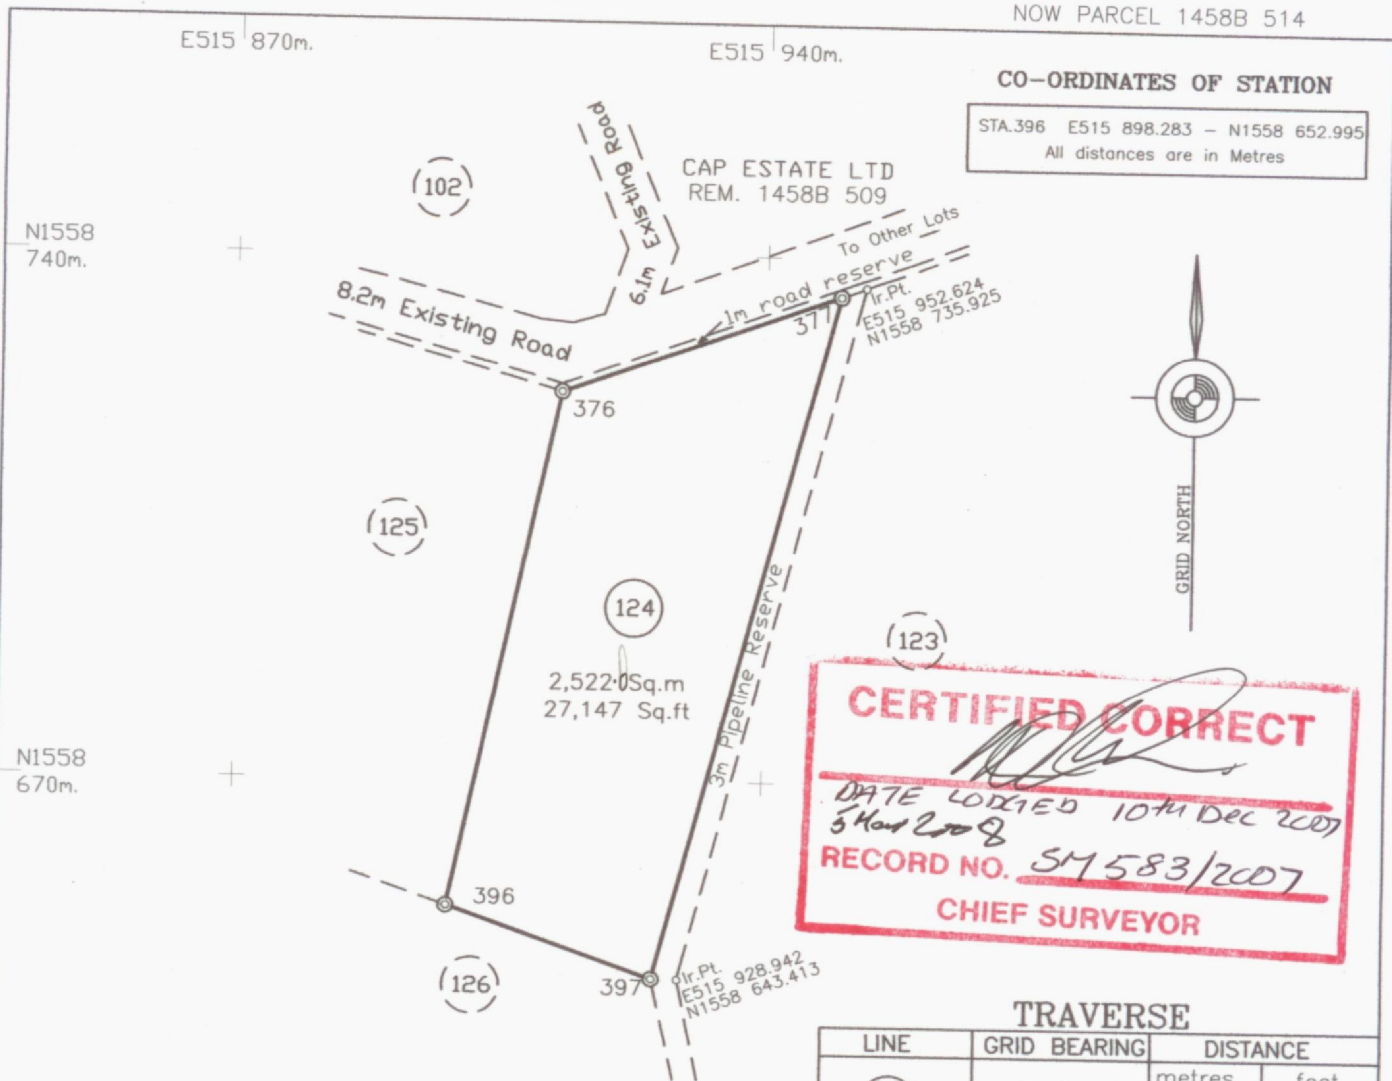 NOW PARCEL 1458B 514
E515 870m.
E515 940m.
CO-ORDINATES OF STATION
STA.396 E515 898.283 - N1558 652.995
All distances are in Metres
CAP ESTATE LTD
REM. 1458B 509
102
6.1m Existing Road
N1558
740m.
To Other Lots
8.2m Existing Road
1m road reserve
377
Ir.Pt.
E515 952.624
N1558 735.925
376
GRID NORTH
125
124
123
2,522.0Sq.m
27,147 Sq.ft
3m Pipeline Reserve
N1558
670m.
CERTIFIED CORRECT
DATE LODGED 10th Dec 2007
5 Mar 2008
RECORD NO. SM 583/2007
CHIEF SURVEYOR
396
126
397
Ir.Pt.
E515 928.942
N1558 643.413
TRAVERSE
LINE GRID BEARING DISTANCE
metres feet